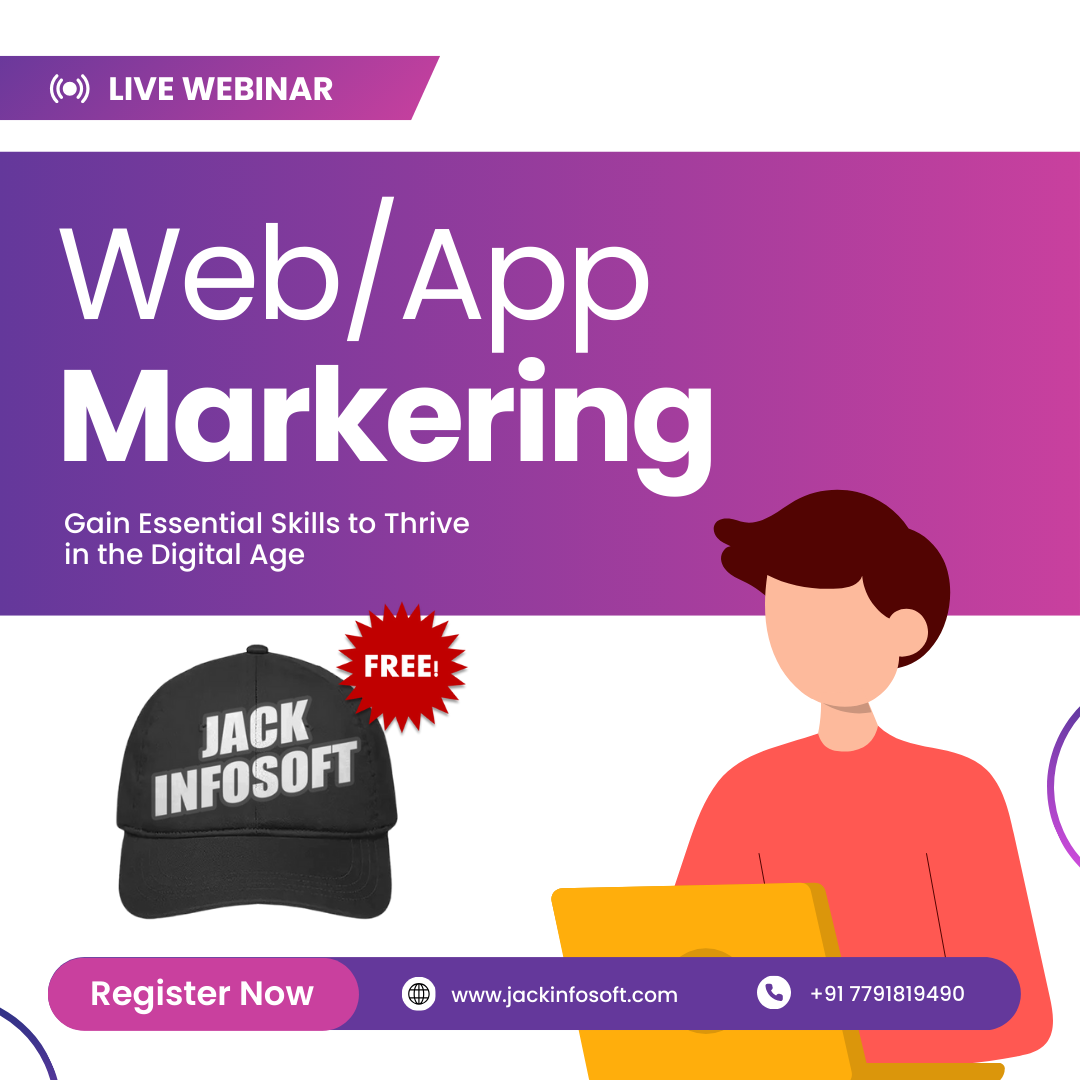 LIVE WEBINAR
Web/App
Markering
Gain Essential Skills to Thrive
in the Digital Age
FREE!
JACK
INFOSOFT
Register Now
www.jackinfosoft.com
+91 7791819490